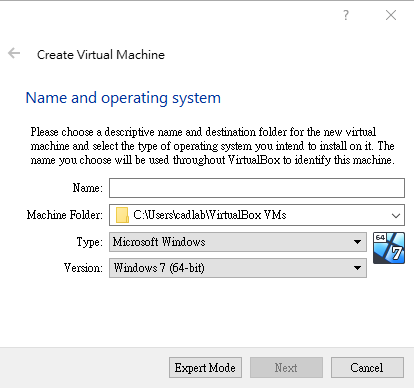 Create Virtual Machine
Name and operating system
Please choose a descriptive name and destination folder for the new virtual
machine and select the type of operating system you intend to install on it. The
name you choose will be used throughout VirtualBox to identify this machine.
Name:
Machine Folder: C:\Users\cadlab\VirtualBox VMs
Type: Microsoft Windows
64
7
Version: Windows 7 (64-bit)
Expert Mode Next Cancel